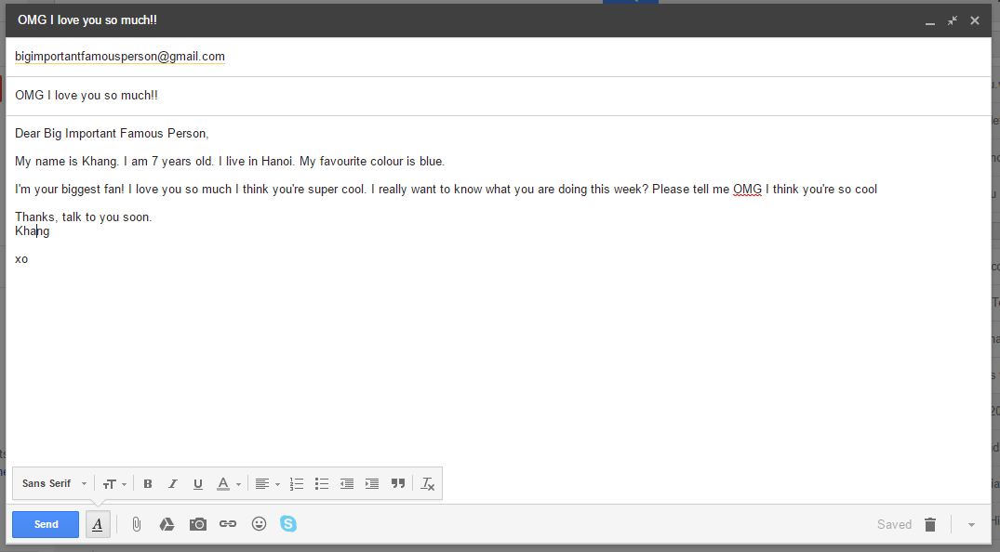 OMG I love you so much!!
bigimportantfamousperson@gmail.com
OMG I love you so much!!
Dear Big Important Famous Person,
My name is Khang. I am 7 years old. I live in Hanoi. My favourite colour is blue.
I'm your biggest fan! I love you so much I think you're super cool. I really want to know what you are doing this week? Please tell me OMG I think you're so cool
Thanks, talk to you soon.
Khang
xo
Sans Serif
Send
Saved